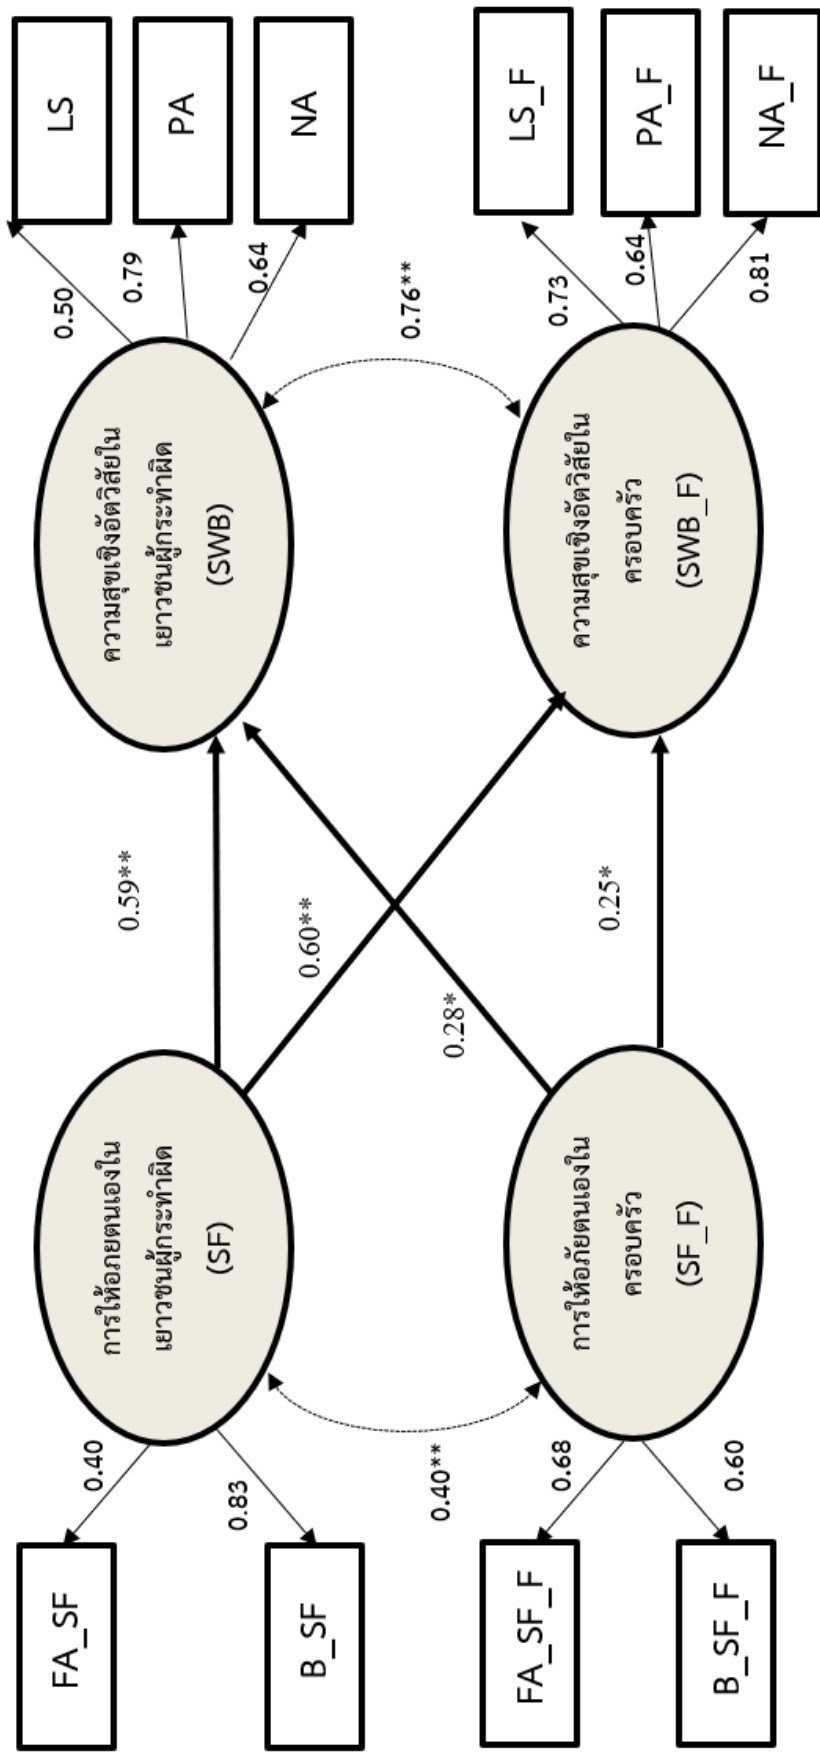 FA_SF
B_SF
FA_SF_F
B_SF_F
0.40
0.83
0.40**
0.68
0.60
การให้อภัยตนเองใน
เยาวชนผู้กระทำผิด
(SF)
การให้อภัยตนเองใน
ครอบครัว
(SF_F)
0.59**
0.60**
0.28*
0.25*
ความสุขเชิงอัตวิสัยใน
เยาวชนผู้กระทำผิด
(SWB)
ความสุขเชิงอัตวิสัยใน
ครอบครัว
(SWB_F)
0.50
0.79
0.64
0.76**
0.73
0.64
0.81
LS
PA
NA
LS_F
PA_F
NA_F